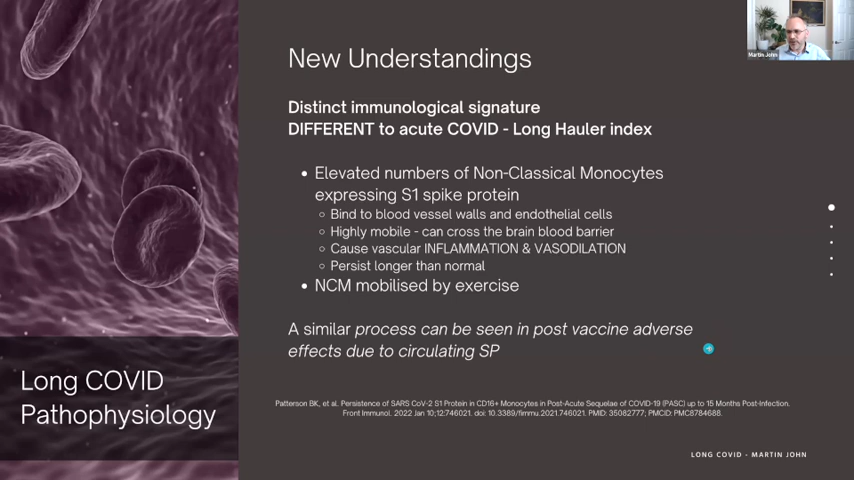 Martin John
New Understandings
Distinct immunological signature
DIFFERENT to acute COVID - Long Hauler index
• Elevated numbers of Non-Classical Monocytes
expressing S1 spike protein
○ Bind to blood vessel walls and endothelial cells
○ Highly mobile - can cross the brain blood barrier
○ Cause vascular INFLAMMATION & VASODILATION
○ Persist longer than normal
• NCM mobilised by exercise
A similar process can be seen in post vaccine adverse
effects due to circulating SP
Long COVID
Pathophysiology
Patterson BK, et al. Persistence of SARS CoV-2 S1 Protein in CD16+ Monocytes in Post-Acute Sequelae of COVID-19 (PASC) up to 15 Months Post-Infection.
Front Immunol. 2022 Jan 10;12:746021. doi: 10.3389/fimmu.2021.746021. PMID: 35082777; PMCID: PMC8784688.
LONG COVID - MARTIN JOHN